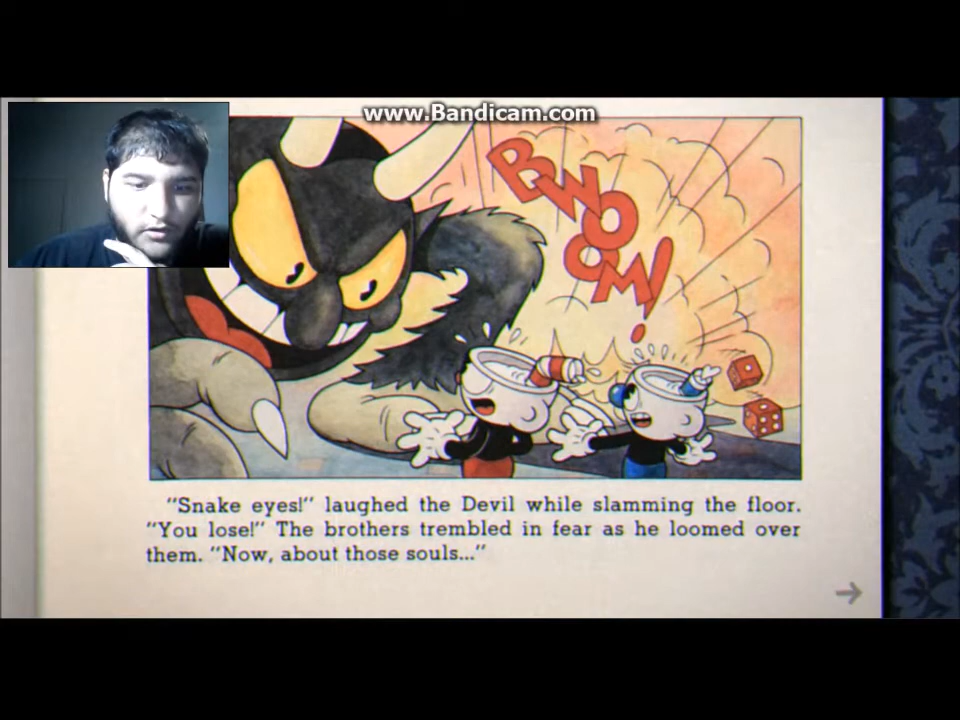 www.Bandicam.com
BWOOM!
"Snake eyes!" laughed the Devil while slamming the floor.
"You lose!" The brothers trembled in fear as he loomed over
them. "Now, about those souls..."